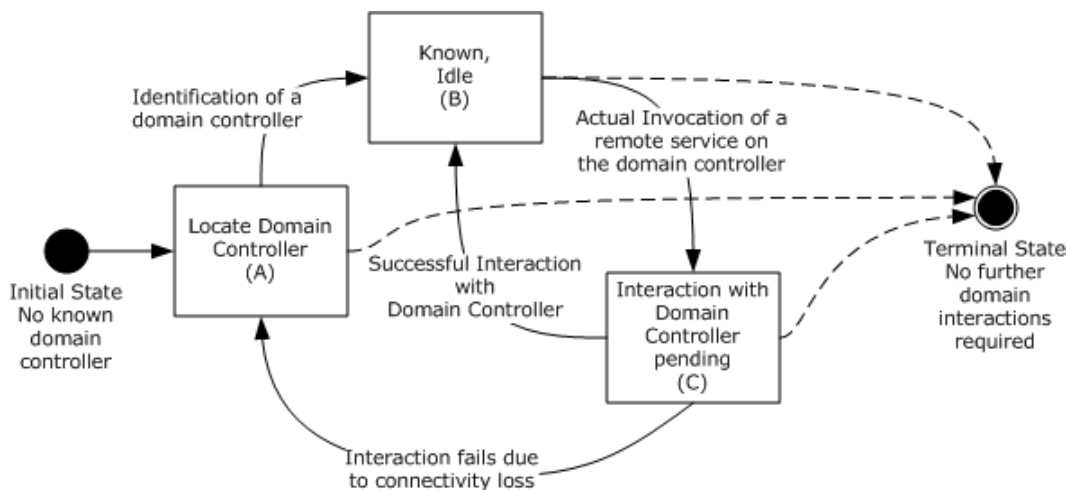 Known,
Idle
(B)
Identification of a
domain controller
Actual Invocation of a
remote service on
the domain controller
Locate Domain
Controller
(A)
Initial State
No known
domain
controller
Successful Interaction
with
Domain Controller
Interaction with
Domain
Controller
pending
(C)
Terminal State
No further
domain
interactions
required
Interaction fails due
to connectivity loss